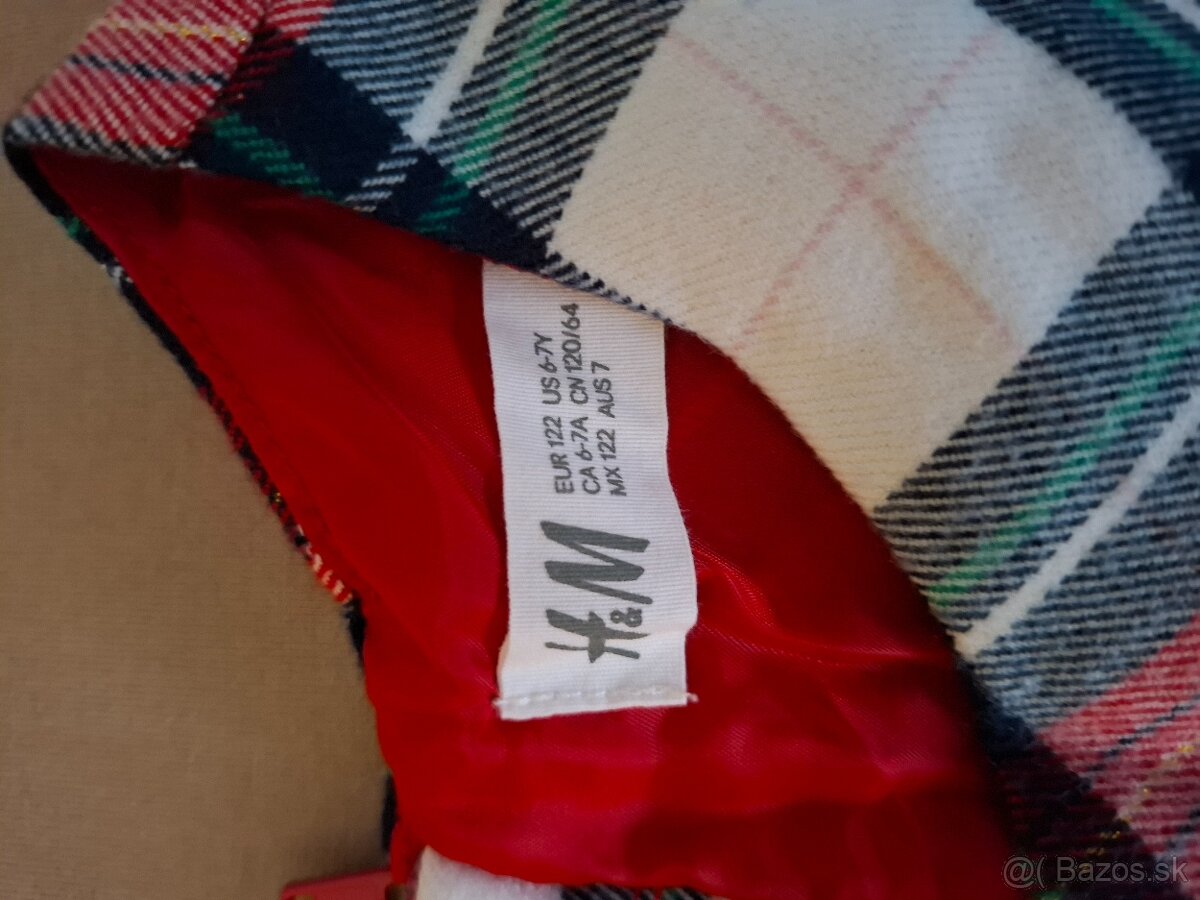 H&M
EUR 122 US 6-7Y
CA 6-7A CN 120/64
MX 122 AUS 7
@( Bazos.sk